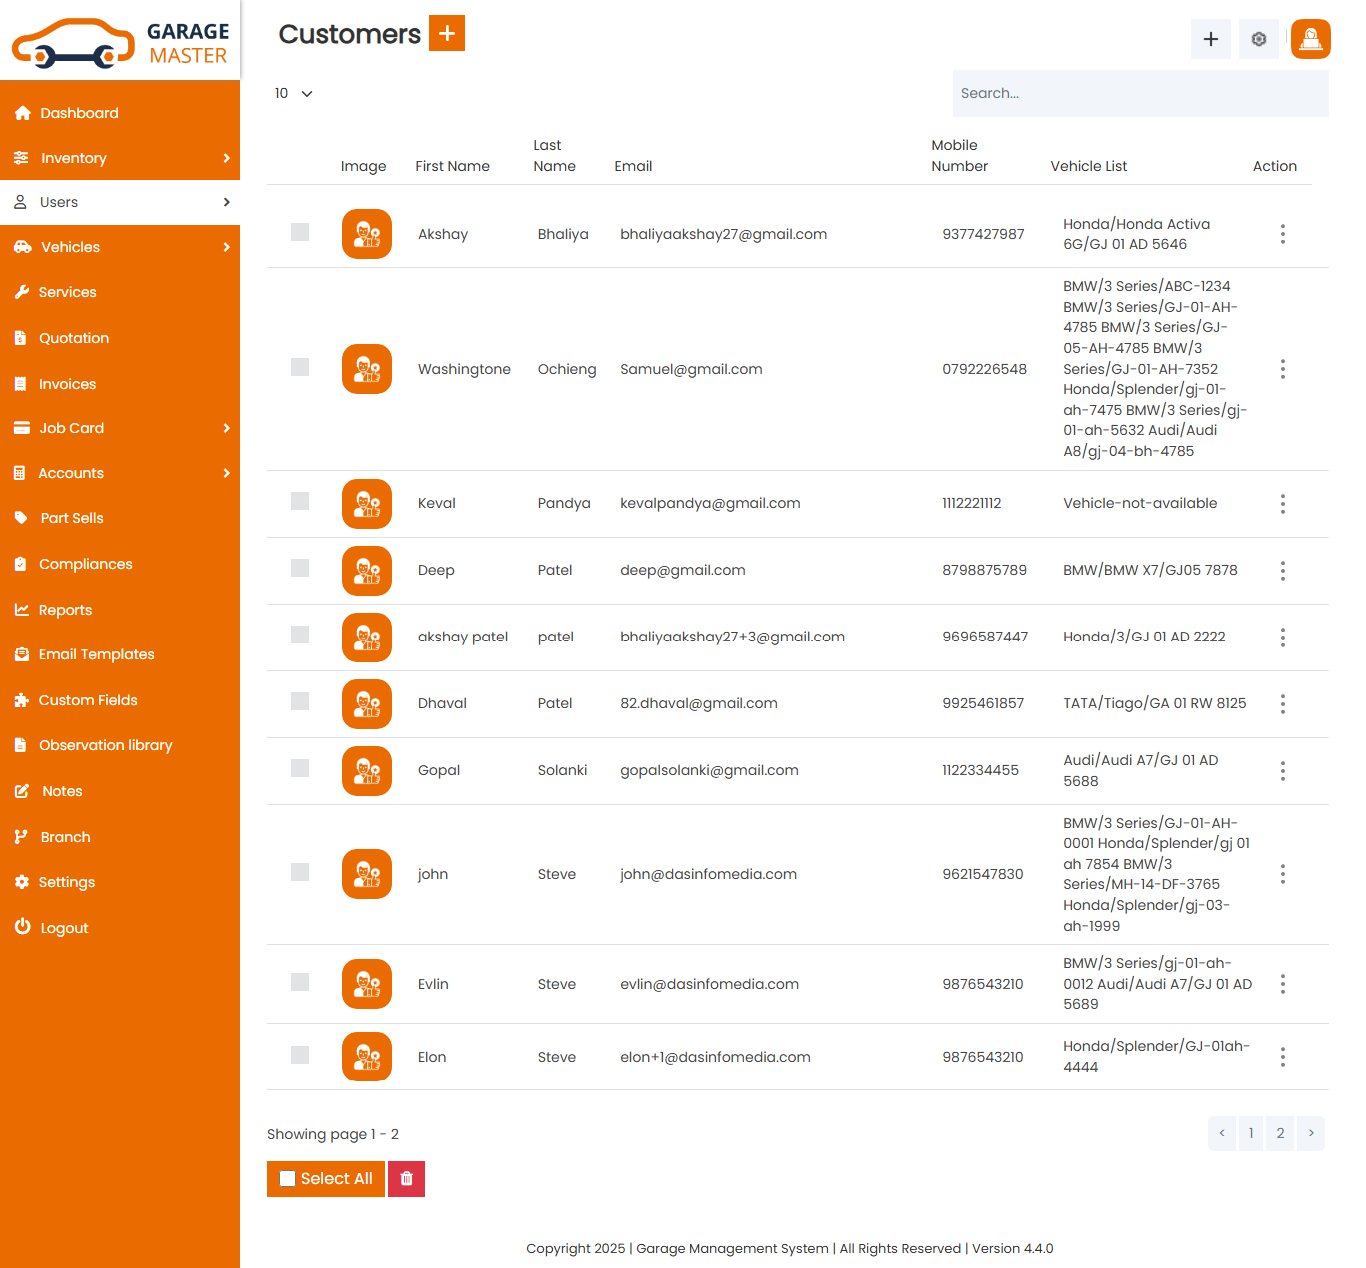 GARAGE
MASTER
Customers
Dashboard
Inventory
Users
Vehicles
Services
Quotation
Invoices
Job Card
Accounts
Part Sells
Compliances
Reports
Email Templates
Custom Fields
Observation library
Notes
Branch
Settings
Logout
10
Search...
Image First Name Last Name Email Mobile Number Vehicle List Action
Akshay Bhaliya bhaliyaakshay27@gmail.com 9377427987 Honda/Honda Activa
6G/GJ 01 AD 5646
Washingtone Ochieng Samuel@gmail.com 0792226548 BMW/3 Series/ABC-1234
BMW/3 Series/GJ-01-AH-
4785 BMW/3 Series/GJ-
05-AH-4785 BMW/3
Series/GJ-01-AH-7352
Honda/Splender/gj-01-
ah-7475 BMW/3 Series/gj-
01-ah-5632 Audi/Audi
A8/gj-04-bh-4785
Keval Pandya kevalpandya@gmail.com 1112221112 Vehicle-not-available
Deep Patel deep@gmail.com 8798875789 BMW/BMW X7/GJ05 7878
akshay patel patel bhaliyaakshay27+3@gmail.com 9696587447 Honda/3/GJ 01 AD 2222
Dhaval Patel 82.dhaval@gmail.com 9925461857 TATA/Tiago/GA 01 RW 8125
Gopal Solanki gopalsolanki@gmail.com 1122334455 Audi/Audi A7/GJ 01 AD
5688
john Steve john@dasinfomedia.com 9621547830 BMW/3 Series/GJ-01-AH-
0001 Honda/Splender/gj 01
ah 7854 BMW/3
Series/MH-14-DF-3765
Honda/Splender/gj-03-
ah-1999
Evlin Steve evlin@dasinfomedia.com 9876543210 BMW/3 Series/gj-01-ah-
0012 Audi/Audi A7/GJ 01 AD
5689
Elon Steve elon+1@dasinfomedia.com 9876543210 Honda/Splender/GJ-01ah-
4444
Showing page 1 - 2
< 1 2 >
Select All
Copyright 2025 | Garage Management System | All Rights Reserved | Version 4.4.0